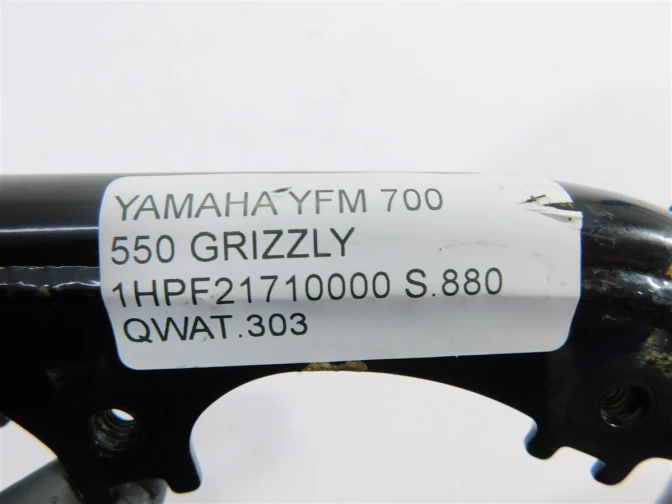 YAMAHA YFM 700
550 GRIZZLY
1HPF21710000 S.880
QWAT.303